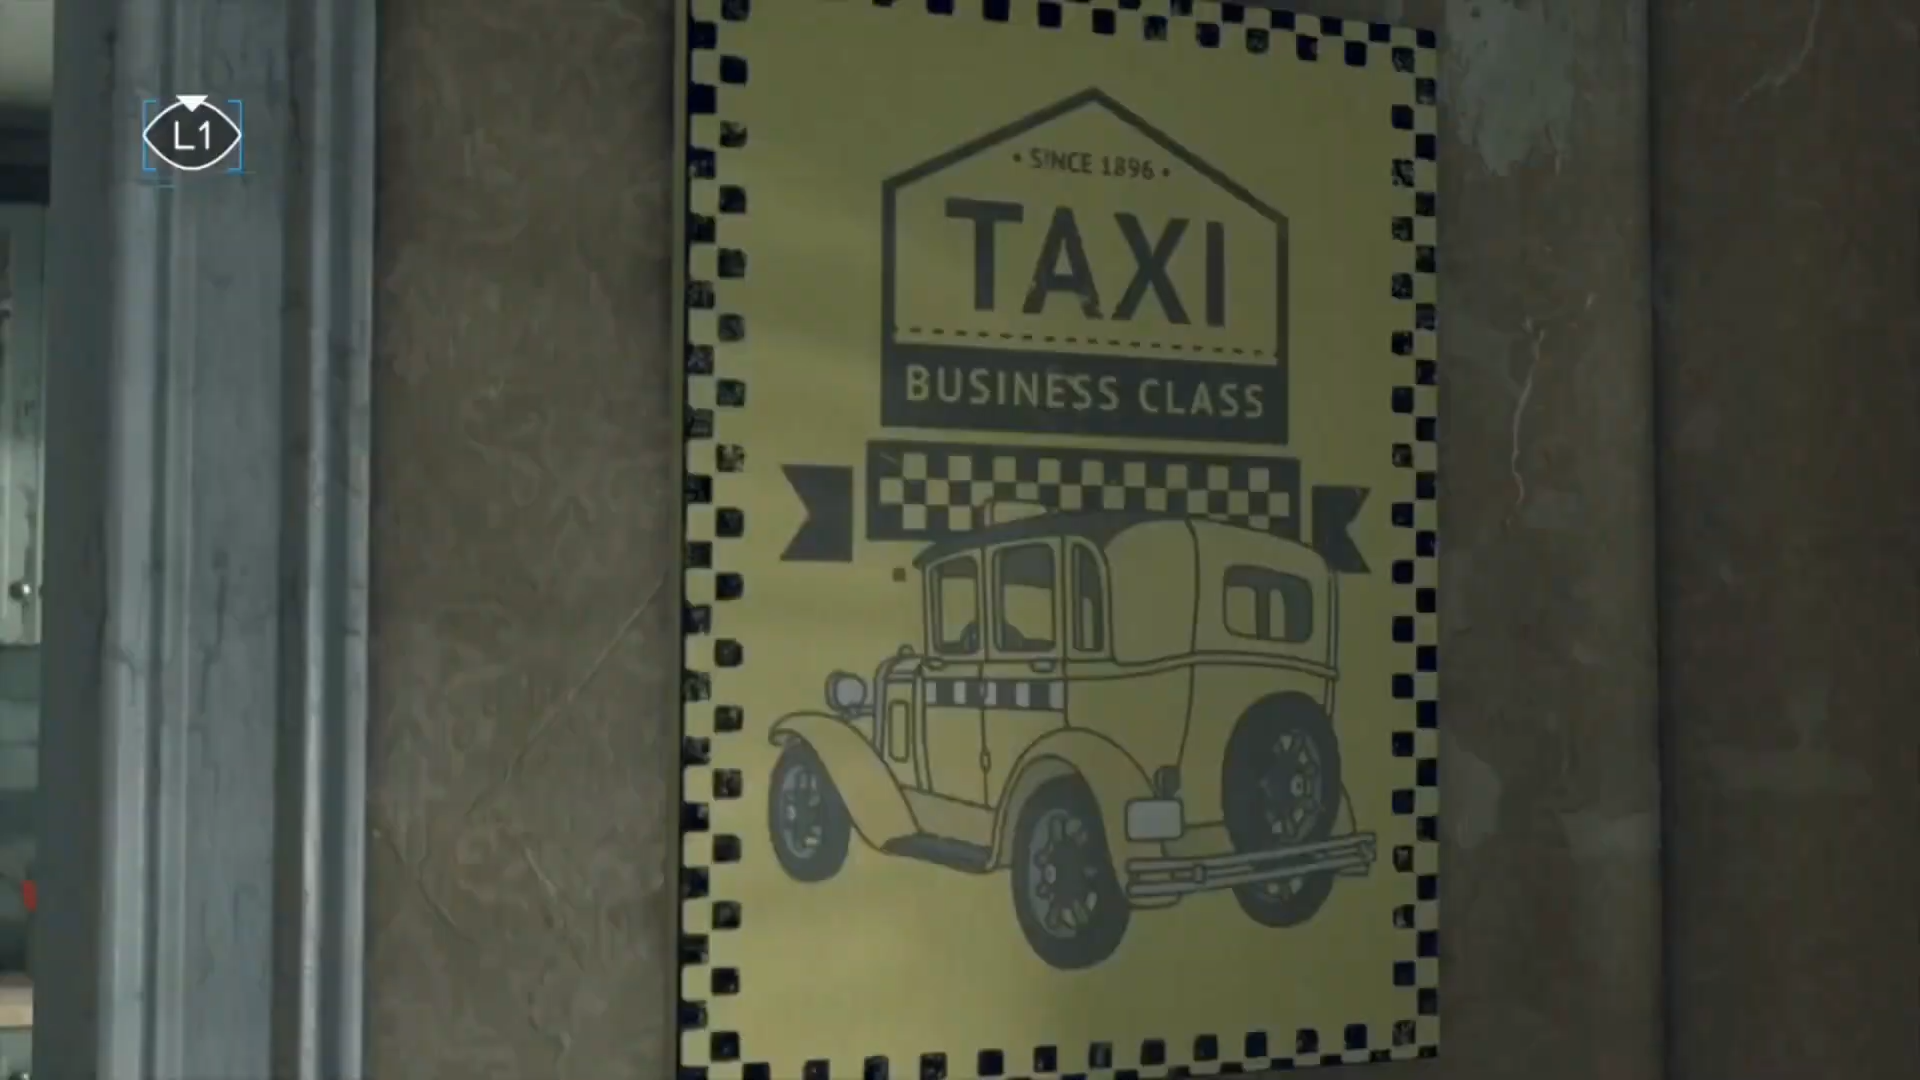 L1
• SINCE 1896 •
TAXI
BUSINESS CLASS